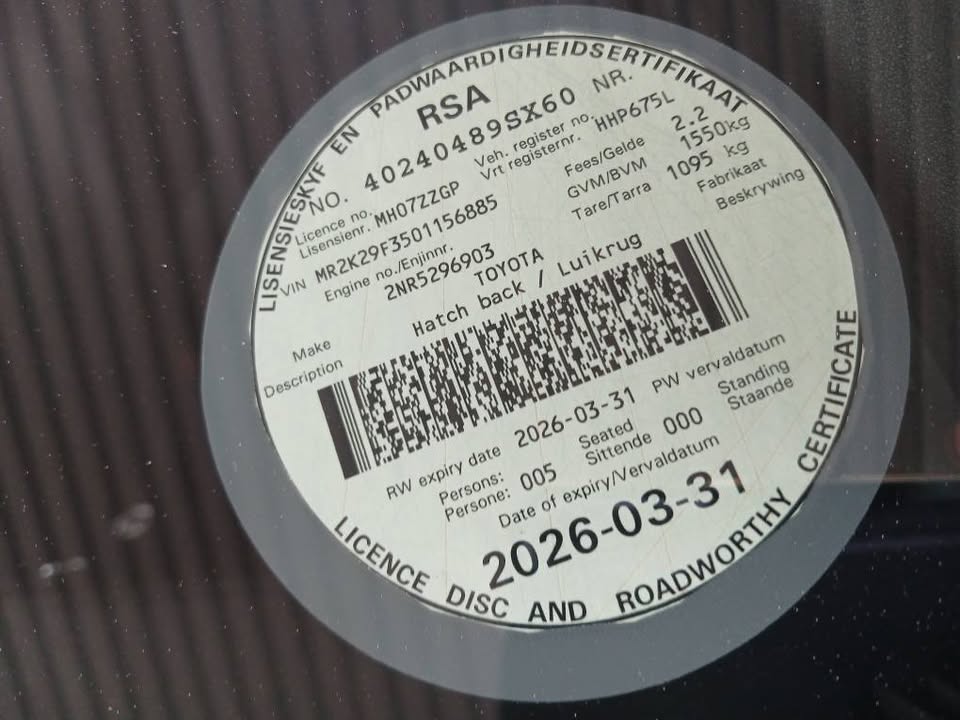 LISENSIESKYF EN PADWAARDIGHEIDSERTIFIKAAT
RSA
NO. 40240489SX60 NR.
Licence no. Veh. register no.
Lisensienr. MH07ZZGP Vrt registernr. HHP675L
VIN MR2K29F3501156885 Fees/Gelde 2.2
Engine no./Enjinnr. GVM/BVM 1550kg
2NR5296903 Tare/Tarra 1095 kg
Make TOYOTA Fabrikaat
Description Hatch back / Luikrug Beskrywing
RW expiry date 2026-03-31 PW vervaldatum
Persons: Seated Standing
Persone: 005 Sittende 000 Staande
Date of expiry/Vervaldatum
2026-03-31
LICENCE DISC AND ROADWORTHY CERTIFICATE